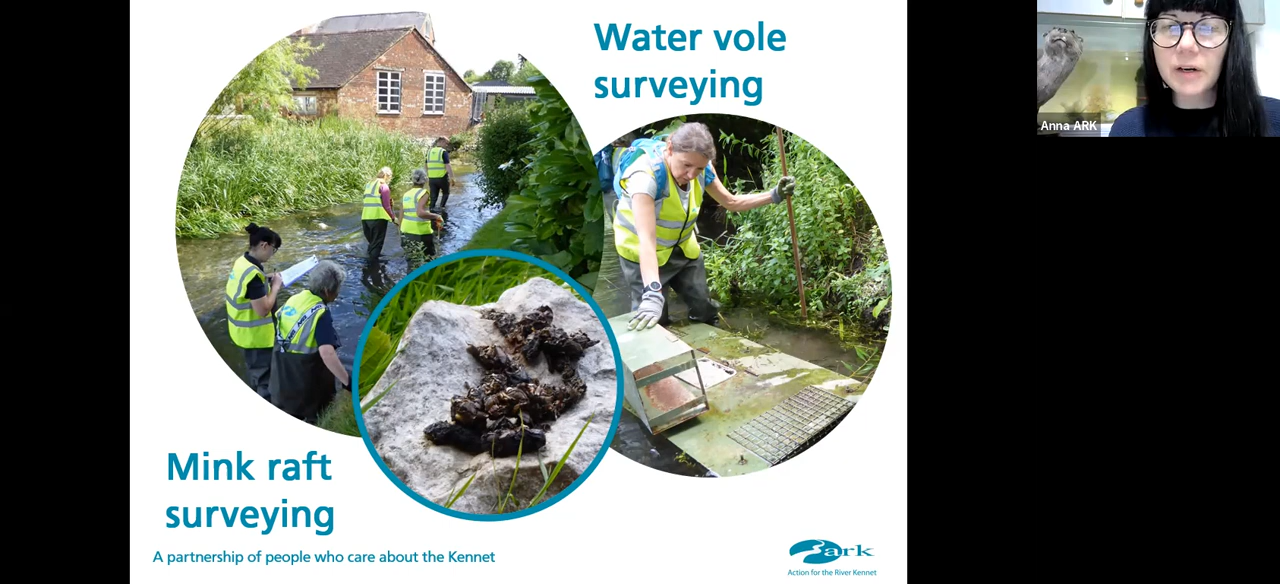 Water vole
surveying
Anna ARK
Mink raft
surveying
A partnership of people who care about the Kennet
ark
Action for the River Kennet